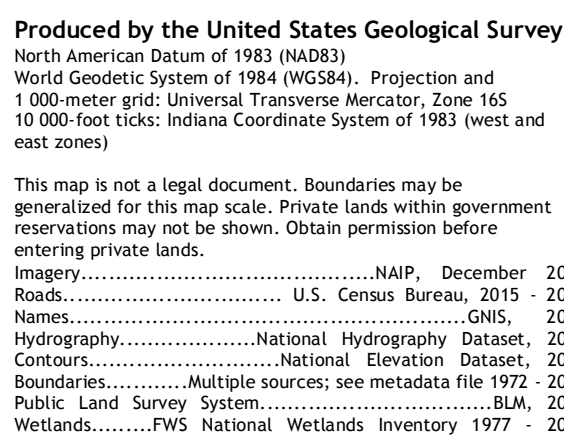 Produced by the United States Geological Survey
North American Datum of 1983 (NAD83)
World Geodetic System of 1984 (WGS84). Projection and
1 000-meter grid: Universal Transverse Mercator, Zone 16S
10 000-foot ticks: Indiana Coordinate System of 1983 (west and
east zones)
This map is not a legal document. Boundaries may be
generalized for this map scale. Private lands within government
reservations may not be shown. Obtain permission before
entering private lands.
Imagery............................................NAIP, December 20
Roads................................. U.S. Census Bureau, 2015 - 20
Names...........................................................GNIS, 20
Hydrography....................National Hydrography Dataset, 20
Contours.............................National Elevation Dataset, 20
Boundaries............Multiple sources; see metadata file 1972 - 20
Public Land Survey System...................................BLM, 20
Wetlands.........FWS National Wetlands Inventory 1977 - 20